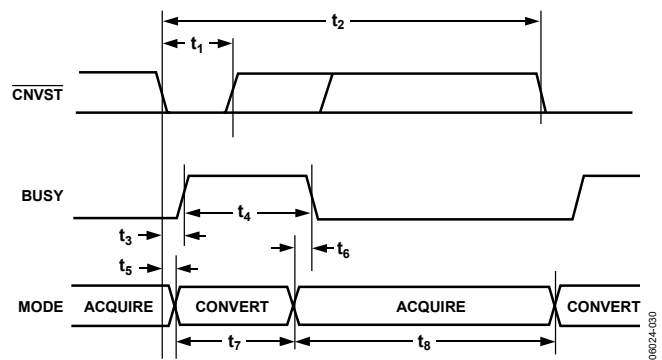 t2
t1
CNVST
BUSY
t4
t3
t6
t5
MODE ACQUIRE CONVERT ACQUIRE CONVERT
t7 t8
06024-030